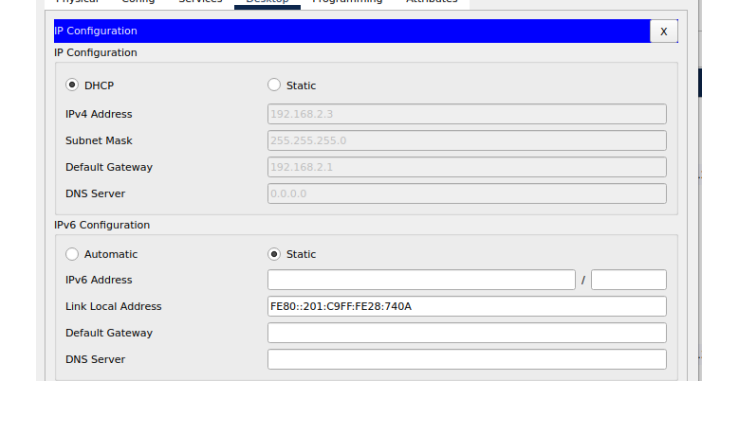 Physical Config Services Desktop Programming Attributes
IP Configuration X
IP Configuration
DHCP Static
IPv4 Address 192.168.2.3
Subnet Mask 255.255.255.0
Default Gateway 192.168.2.1
DNS Server 0.0.0.0
IPv6 Configuration
Automatic Static
IPv6 Address /
Link Local Address FE80::201:C9FF:FE28:740A
Default Gateway
DNS Server